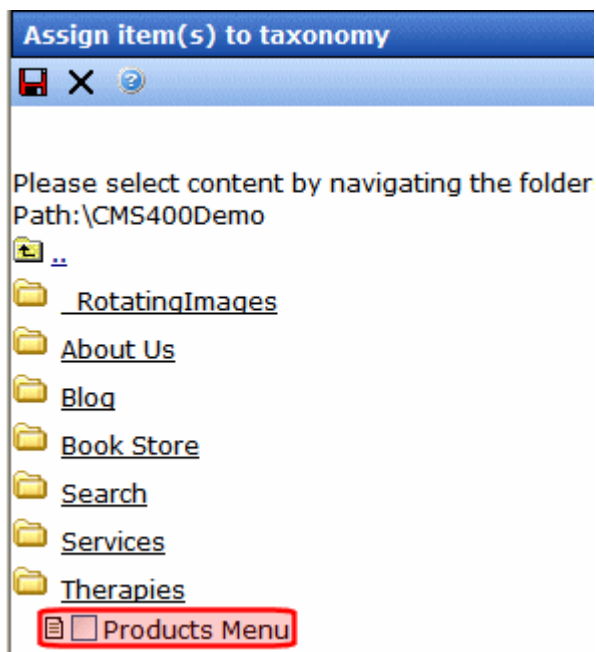 Assign item(s) to taxonomy
Please select content by navigating the folder
Path:\CMS400Demo
..
_RotatingImages
About Us
Blog
Book Store
Search
Services
Therapies
Products Menu